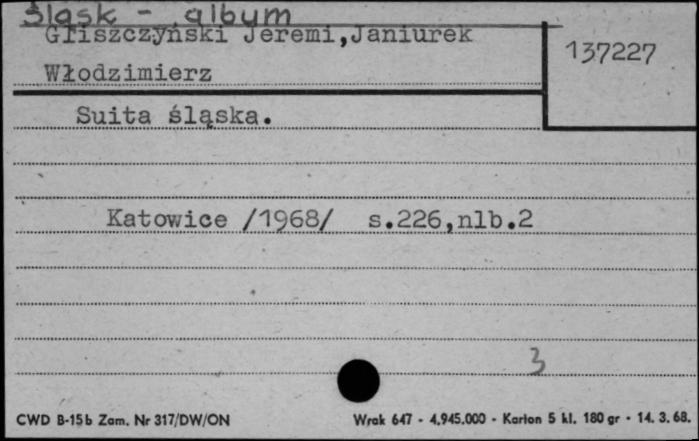 Śląsk - album
Gliszczyński Jeremi,Janiurek
137227
Włodzimierz
Suita śląska.
Katowice /1968/ s.226,nlb.2
3
CWD B-15b Zam. Nr 317/DW/ON
Wrak 647 - 4.945.000 - Karton 5 kl. 180 gr - 14. 3. 68.